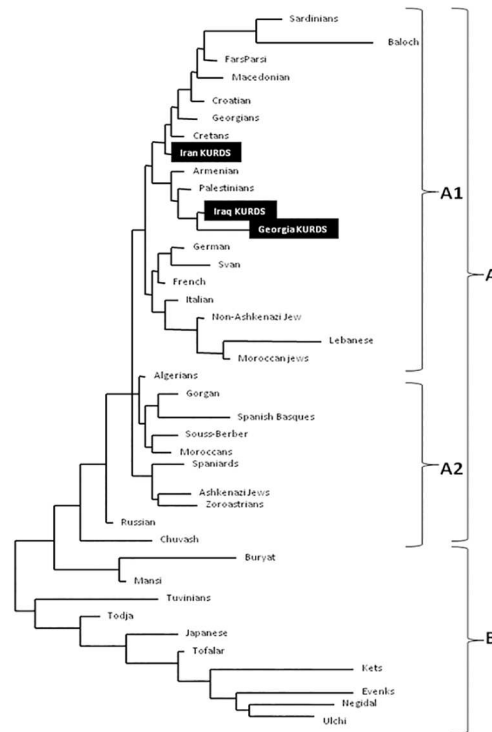 Sardinians
Baloch
FarsParsi
Macedonian
Croatian
Georgians
Cretans
Iran KURDS
Armenian
Palestinians
Iraq KURDS
Georgia KURDS
German
Svan
French
Italian
Non-Ashkenazi Jew
Lebanese
Moroccan jews
Algerians
Gorgan
Spanish Basques
Souss-Berber
Moroccans
Spaniards
Ashkenazi Jews
Zoroastrians
Russian
Chuvash
Buryat
Mansi
Tuvinians
Todja
Japanese
Tofalar
Kets
Evenks
Negidal
Ulchi
A1
A
A2